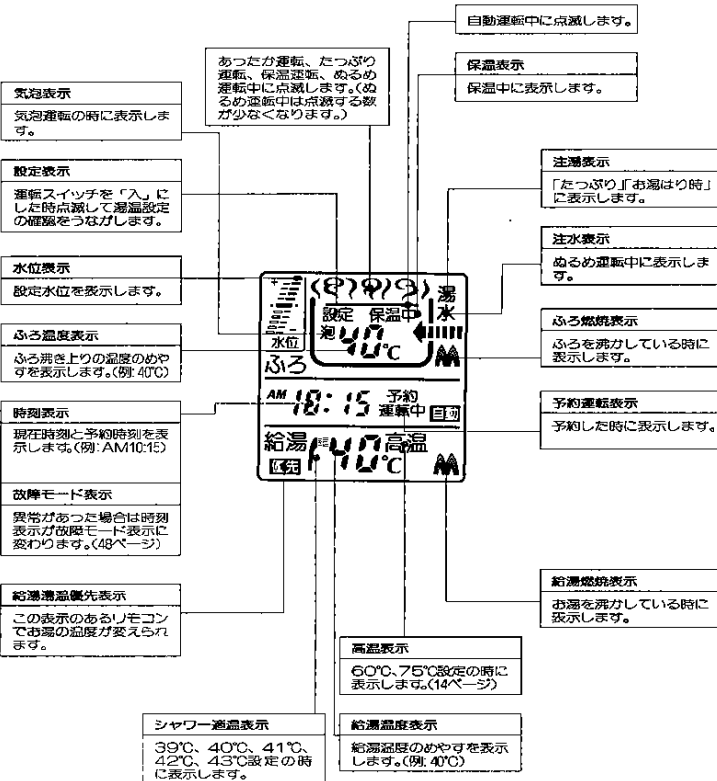 自動運転中に点滅します。
あったか運転、たっぷり
運転、保温運転、ぬるめ
運転中に点滅します。(ぬ
るめ運転中は点滅する数
が少なくなります。)
保温表示
保温中に表示します。
気泡表示
気泡運転の時に表示しま
す。
注湯表示
「たっぷり」「お湯はり時」
に表示します。
設定表示
運転スイッチを「入」に
した時点滅して湯温設定
の確認をうながします。
注水表示
ぬるめ運転中に表示しま
す。
水位表示
設定水位を表示します。
ふろ燃焼表示
ふろを沸かしている時に
表示します。
ふろ温度表示
ふろ沸き上りの温度のめや
すを表示します。(例:40℃)
予約運転表示
予約した時に表示します。
時刻表示
現在時刻と予約時刻を表
示します。(例:AM10:15)
故障モード表示
異常があった場合は時刻
表示が故障モード表示に
変わります。(48ページ)
湯
設定 保温中 水
泡 40℃
水位
ふろ
AM 10:15 予約
運転中 自動
給湯 40℃ 高温
優先
給湯燃焼表示
お湯を沸かしている時に
表示します。
給湯湯温優先表示
この表示のあるリモコン
でお湯の温度が変えられ
ます。
高温表示
60℃、75℃設定の時に
表示します。(14ページ)
シャワー適温表示
39℃、40℃、41℃、
42℃、43℃設定の時
に表示します。
給湯温度表示
給湯温度のめやすを表示
します。(例:40℃)